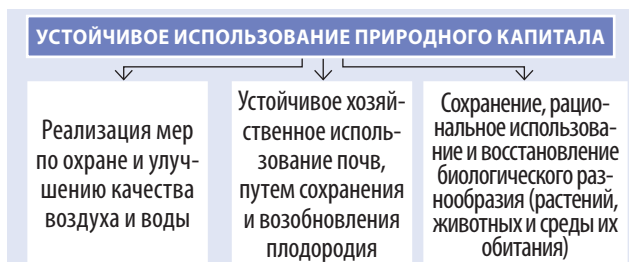 УСТОЙЧИВОЕ ИСПОЛЬЗОВАНИЕ ПРИРОДНОГО КАПИТАЛА
Реализация мер
по охране и улуч-
шению качества
воздуха и воды
Устойчивое хозяй-
ственное исполь-
зование почв,
путем сохранения
и возобновления
плодородия
Сохранение, рацио-
нальное использова-
ние и восстановление
биологического раз-
нообразия (растений,
животных и среды их
обитания)